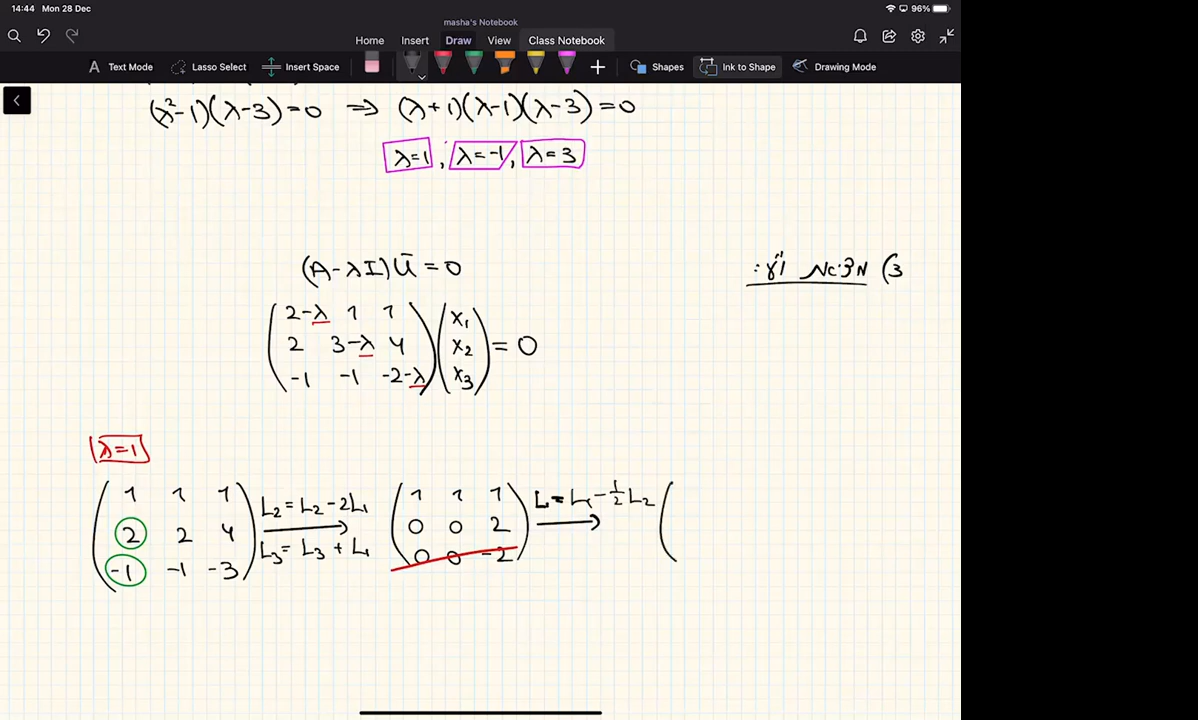 14:44 Mon 28 Dec
96%
masha's Notebook
Home Insert Draw View Class Notebook
Text Mode Lasso Select Insert Space Shapes Ink to Shape Drawing Mode
(λ²-1)(λ-3)=0 ⇒ (λ+1)(λ-1)(λ-3)=0
λ=1, λ=-1, λ=3
3) מציאת ו"ע:
(A-λI)ū=0
(2-λ 1 1) (x₁)
(2 3-λ 4) (x₂) = 0
(-1 -1 -2-λ) (x₃)
λ=1
(1 1 1) L₂=L₂-2L₁ (1 1 1) L=L₁-½L₂ (
(2 2 4) → (0 0 2) →
(-1 -1 -3) L₃=L₃+L₁ (0 0 -2)